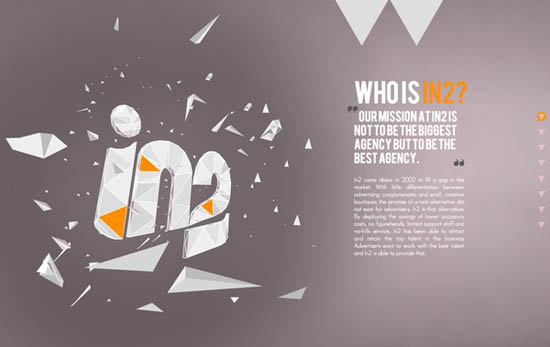 in2
WHO IS IN2?
"OUR MISSION AT IN2 IS
NOT TO BE THE BIGGEST
AGENCY BUT TO BE THE
BEST AGENCY. "
In2 came about in 2002 to fill a gap in the
market. With little differentiation between
advertising conglomerates and small, creative
boutiques, the promise of a real alternative did
not exist for advertisers. In2 is that alternative.
By deploying the savings of lower occupancy
costs, no figureheads, limited support staff and
no-frills service, In2 has been able to attract
and retain the top talent in the business.
Advertisers want to work with the best talent
and In2 is able to provide that.